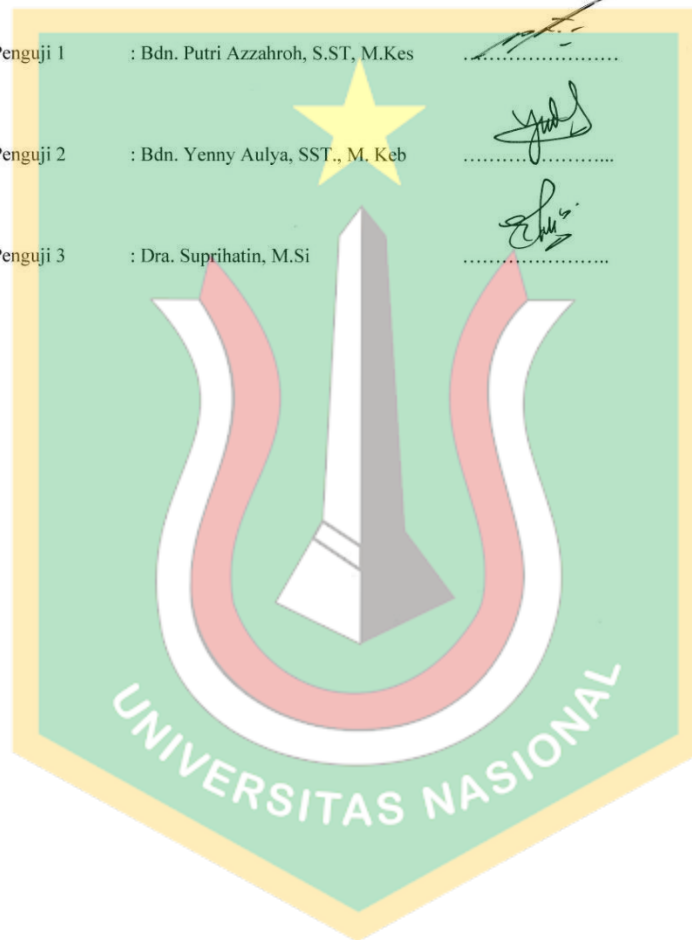 Penguji 1 : Bdn. Putri Azzahroh, S.ST, M.Kes .....................
Penguji 2 : Bdn. Yenny Aulya, SST., M. Keb .....................
Penguji 3 : Dra. Suprihatin, M.Si .....................
UNIVERSITAS NASIONAL